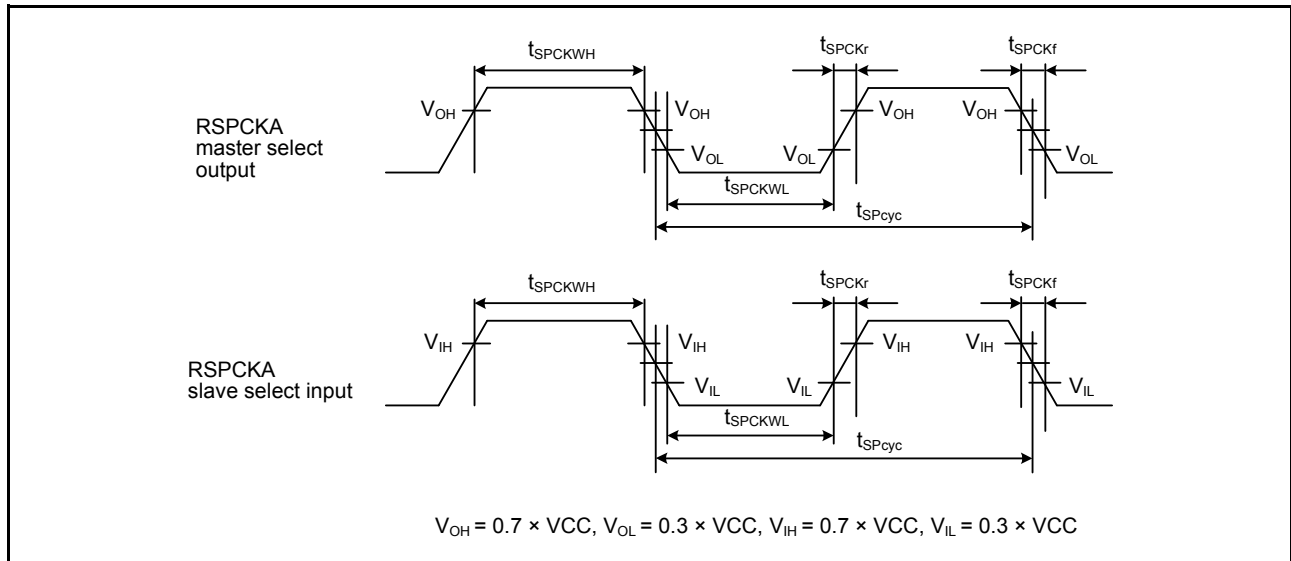 tSPCKWH
tSPCKr
tSPCKf
RSPCKA
master select
output
VOH
VOH
VOL
VOL
VOH
VOH
VOL
tSPCKWL
tSPcyc
tSPCKWH
tSPCKr
tSPCKf
RSPCKA
slave select input
VIH
VIH
VIL
VIL
VIH
VIH
VIL
tSPCKWL
tSPcyc
VOH = 0.7 × VCC, VOL = 0.3 × VCC, VIH = 0.7 × VCC, VIL = 0.3 × VCC